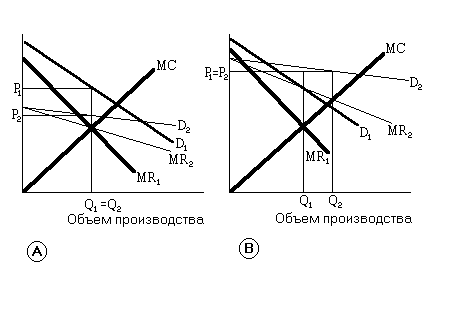 MC
P₁
P₂
D₂
D₁
MR₂
MR₁
Q₁ =Q₂
Объем производства
A
MC
P₁=P₂
D₂
MR₂
D₁
MR₁
Q₁
Q₂
Объем производства
B